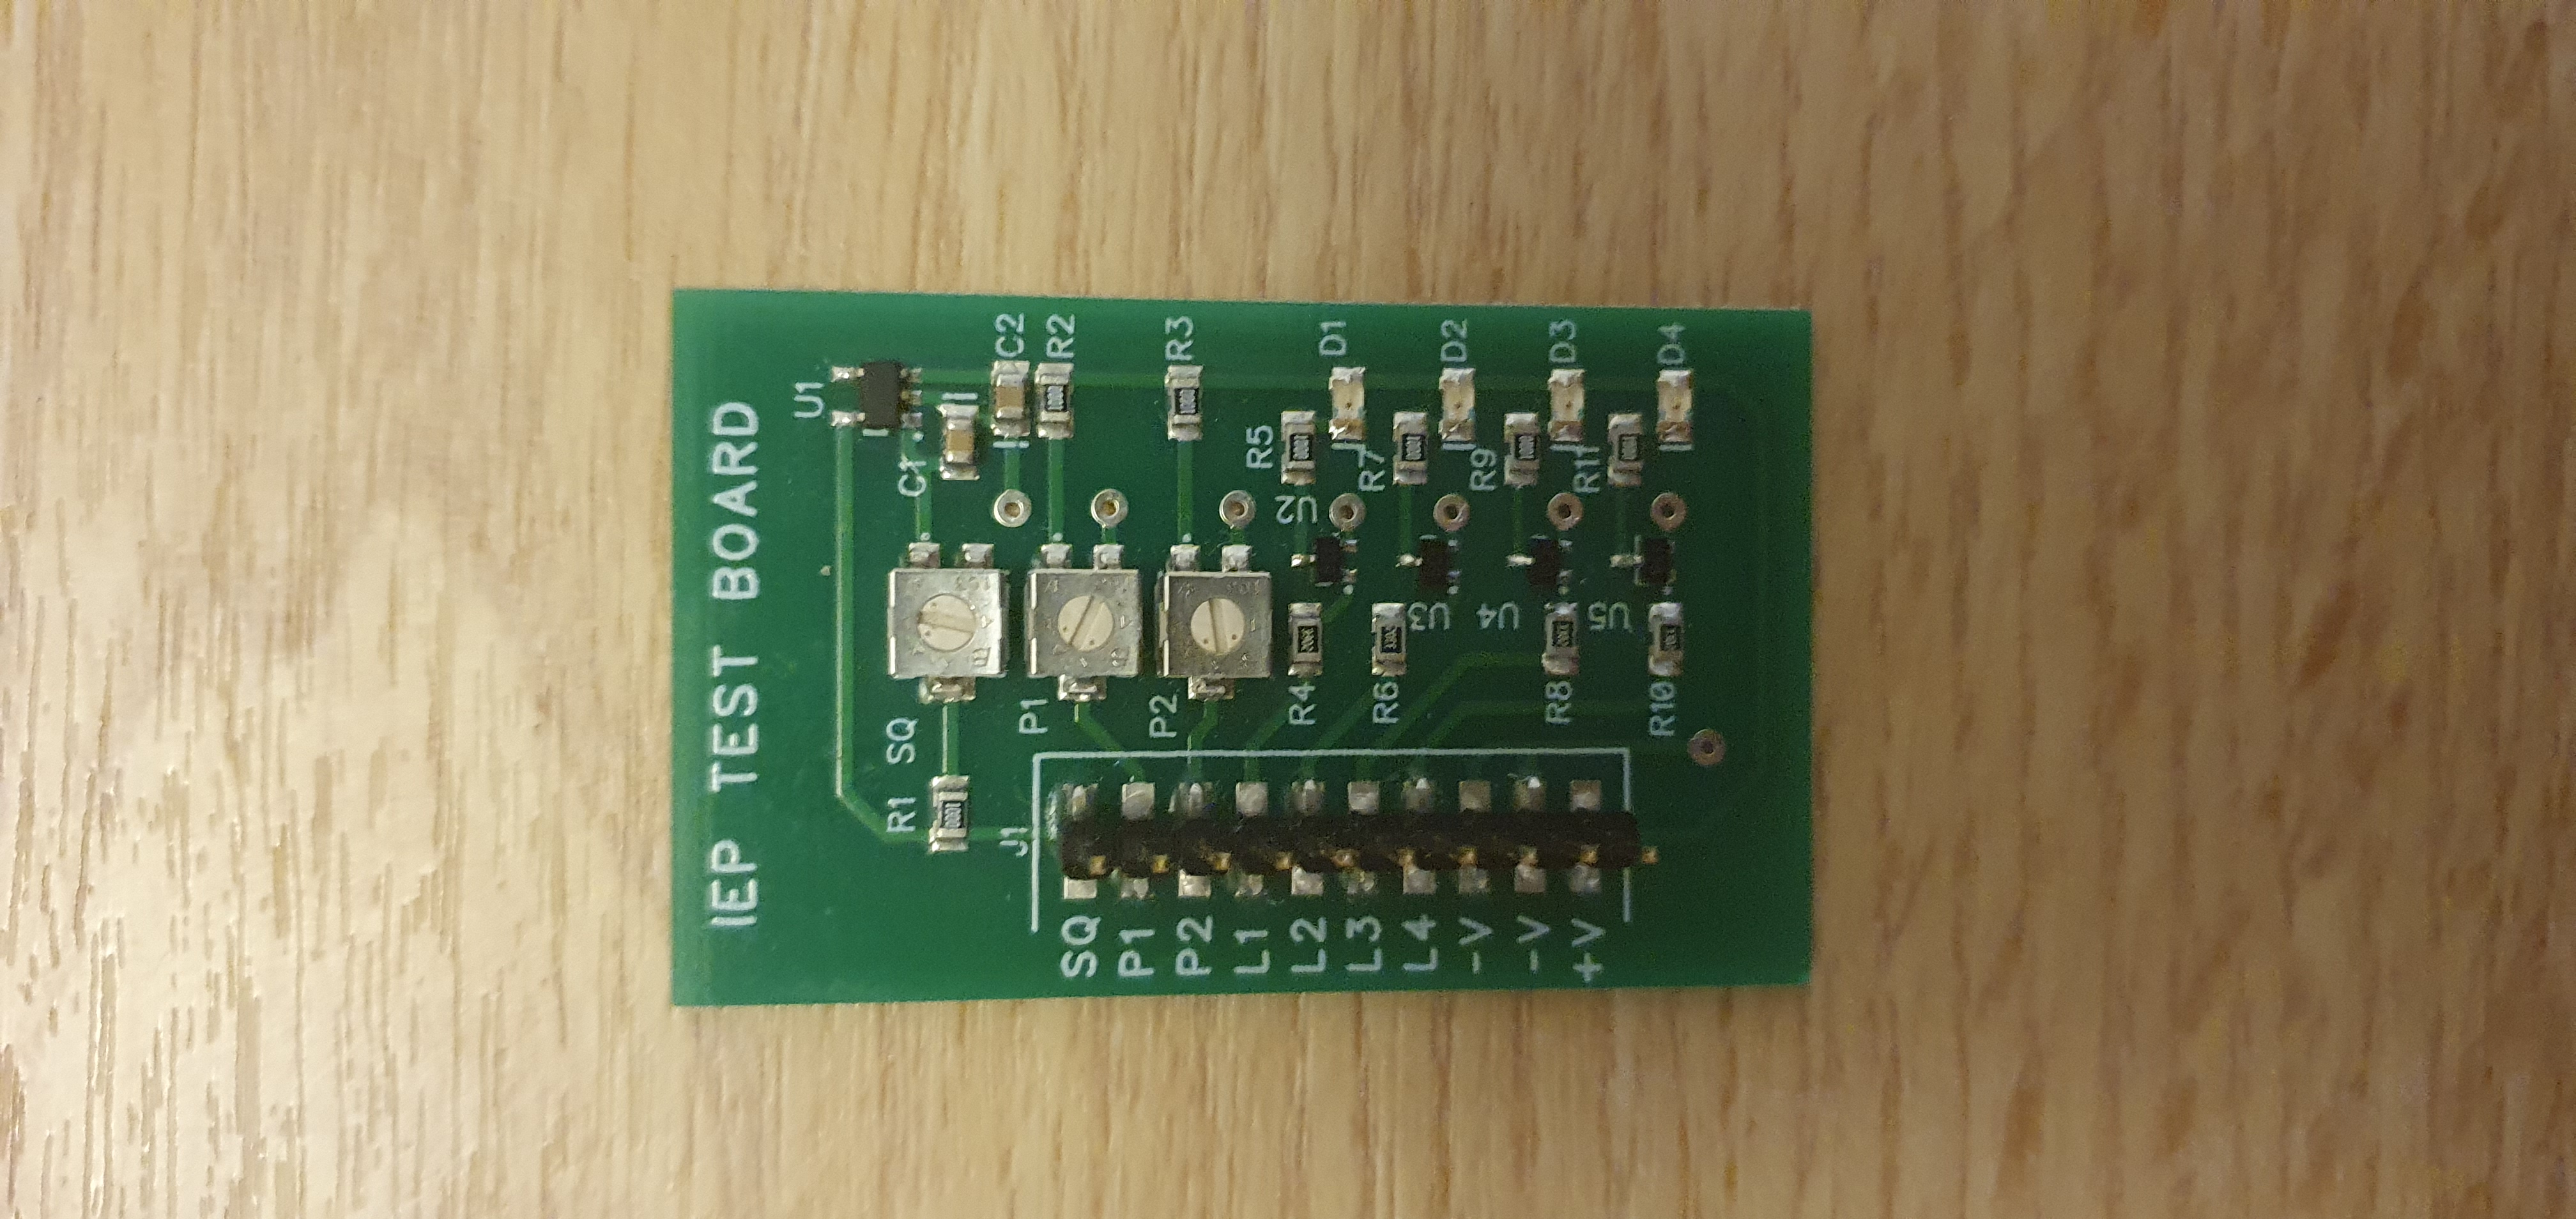 IEP TEST BOARD
U1
R1 SQ
C1
J1
C2
P1
R2
SQ
P1
P2
R3
P2
L1
R5
R4
U2
L2
D1
L3
R7
R6
U3
L4
D2
-V
R9
U4
-V
R8
D3
+V
R11
U5
R10
D4